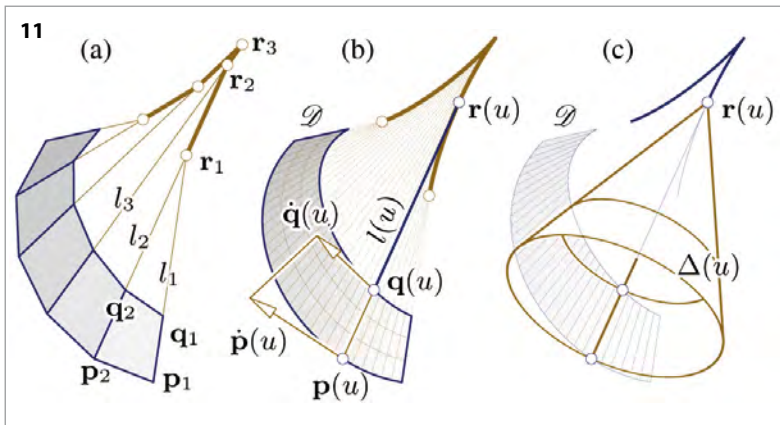 11
(a)
r₃
r₂
r₁
l₃
l₂
l₁
q₂
q₁
p₂
p₁
(b)
𝒟
r(u)
l(u)
q̇(u)
q(u)
ṗ(u)
p(u)
(c)
𝒟
r(u)
Δ(u)